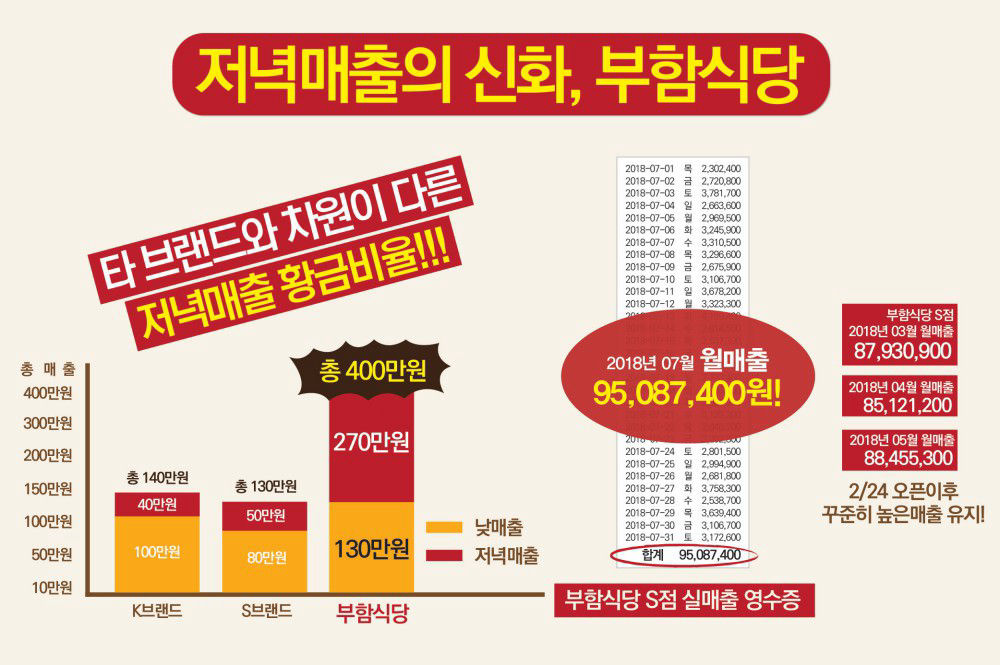 저녁매출의 신화, 부함식당
타 브랜드와 차원이 다른
저녁매출 황금비율!!!
총 매출
400만원
300만원
200만원
150만원
100만원
50만원
10만원
총 140만원
40만원
100만원
K브랜드
총 130만원
50만원
80만원
S브랜드
총 400만원
270만원
130만원
부함식당
낮매출
저녁매출
2018-07-01 목 2,302,400
2018-07-02 금 2,720,800
2018-07-03 토 3,781,700
2018-07-04 일 2,663,600
2018-07-05 월 2,969,500
2018-07-06 화 3,245,900
2018-07-07 수 3,310,500
2018-07-08 목 3,296,600
2018-07-09 금 2,675,900
2018-07-10 토 3,106,700
2018-07-11 일 3,678,200
2018-07-12 월 3,323,300
2018년 07월 월매출
95,087,400원!
2018-07-24 토 2,801,500
2018-07-25 일 2,994,900
2018-07-26 월 2,681,800
2018-07-27 화 3,758,300
2018-07-28 수 2,538,700
2018-07-29 목 3,639,400
2018-07-30 금 3,106,700
2018-07-31 토 3,172,600
합계 95,087,400
부함식당 S점 실매출 영수증
부함식당 S점
2018년 03월 월매출
87,930,900
2018년 04월 월매출
85,121,200
2018년 05월 월매출
88,455,300
2/24 오픈이후
꾸준히 높은매출 유지!